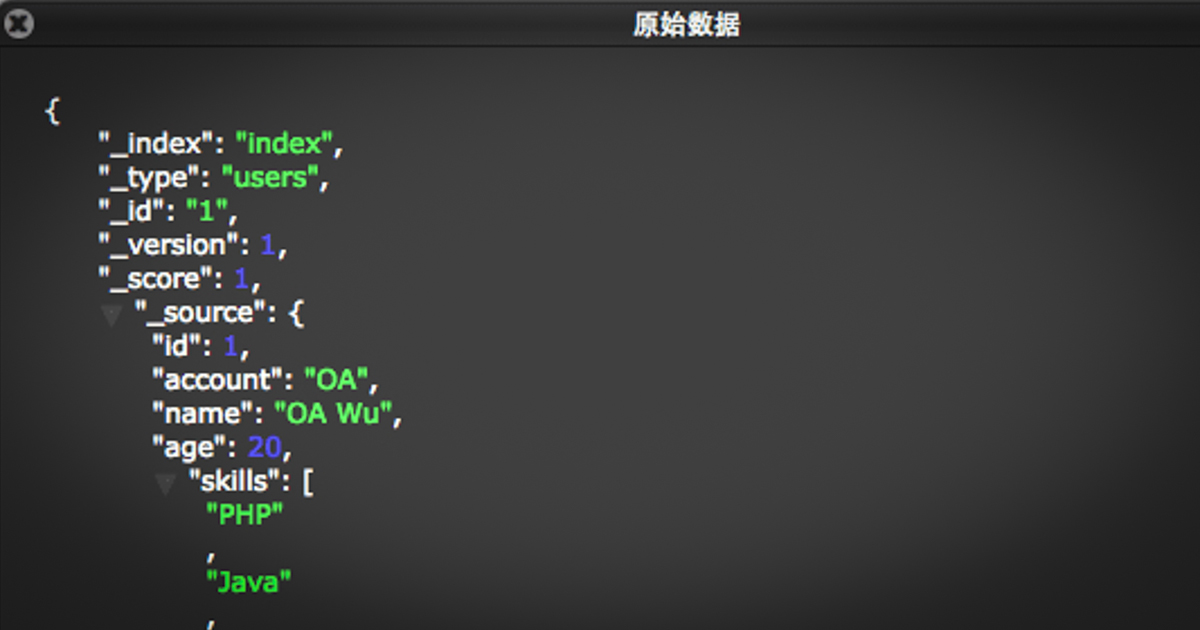 原始数据
{
"_index": "index",
"_type": "users",
"_id": "1",
"_version": 1,
"_score": 1,
"_source": {
"id": 1,
"account": "OA",
"name": "OA Wu",
"age": 20,
"skills": [
"PHP"
,
"Java"
,